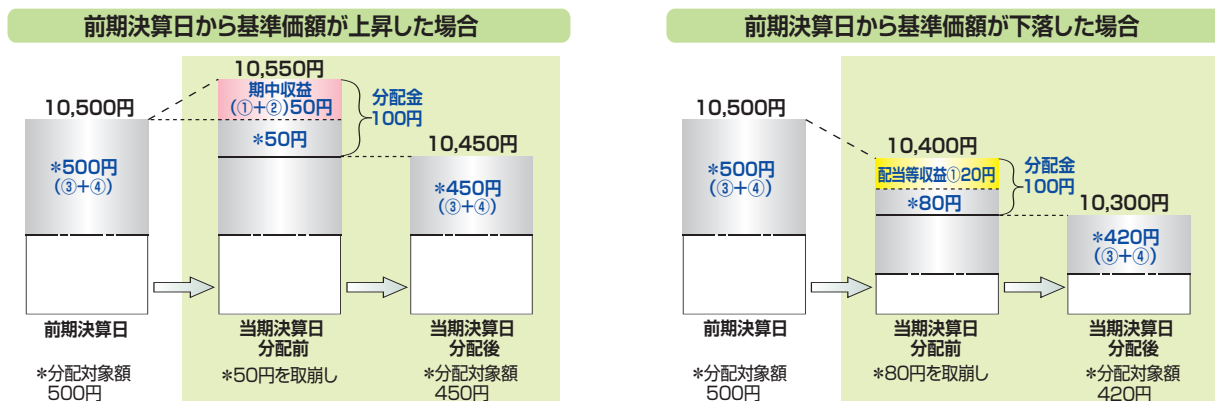 前期決算日から基準価額が上昇した場合
10,550円
期中収益
(①+②)50円
分配金
100円
10,500円
*50円
10,450円
*500円
(③+④)
*450円
(③+④)
前期決算日
当期決算日
分配前
当期決算日
分配後
*分配対象額
500円
*50円を取崩し
*分配対象額
450円
前期決算日から基準価額が下落した場合
10,500円
10,400円
*500円
(③+④)
配当等収益①20円
分配金
100円
*80円
10,300円
*420円
(③+④)
前期決算日
当期決算日
分配前
当期決算日
分配後
*分配対象額
500円
*80円を取崩し
*分配対象額
420円